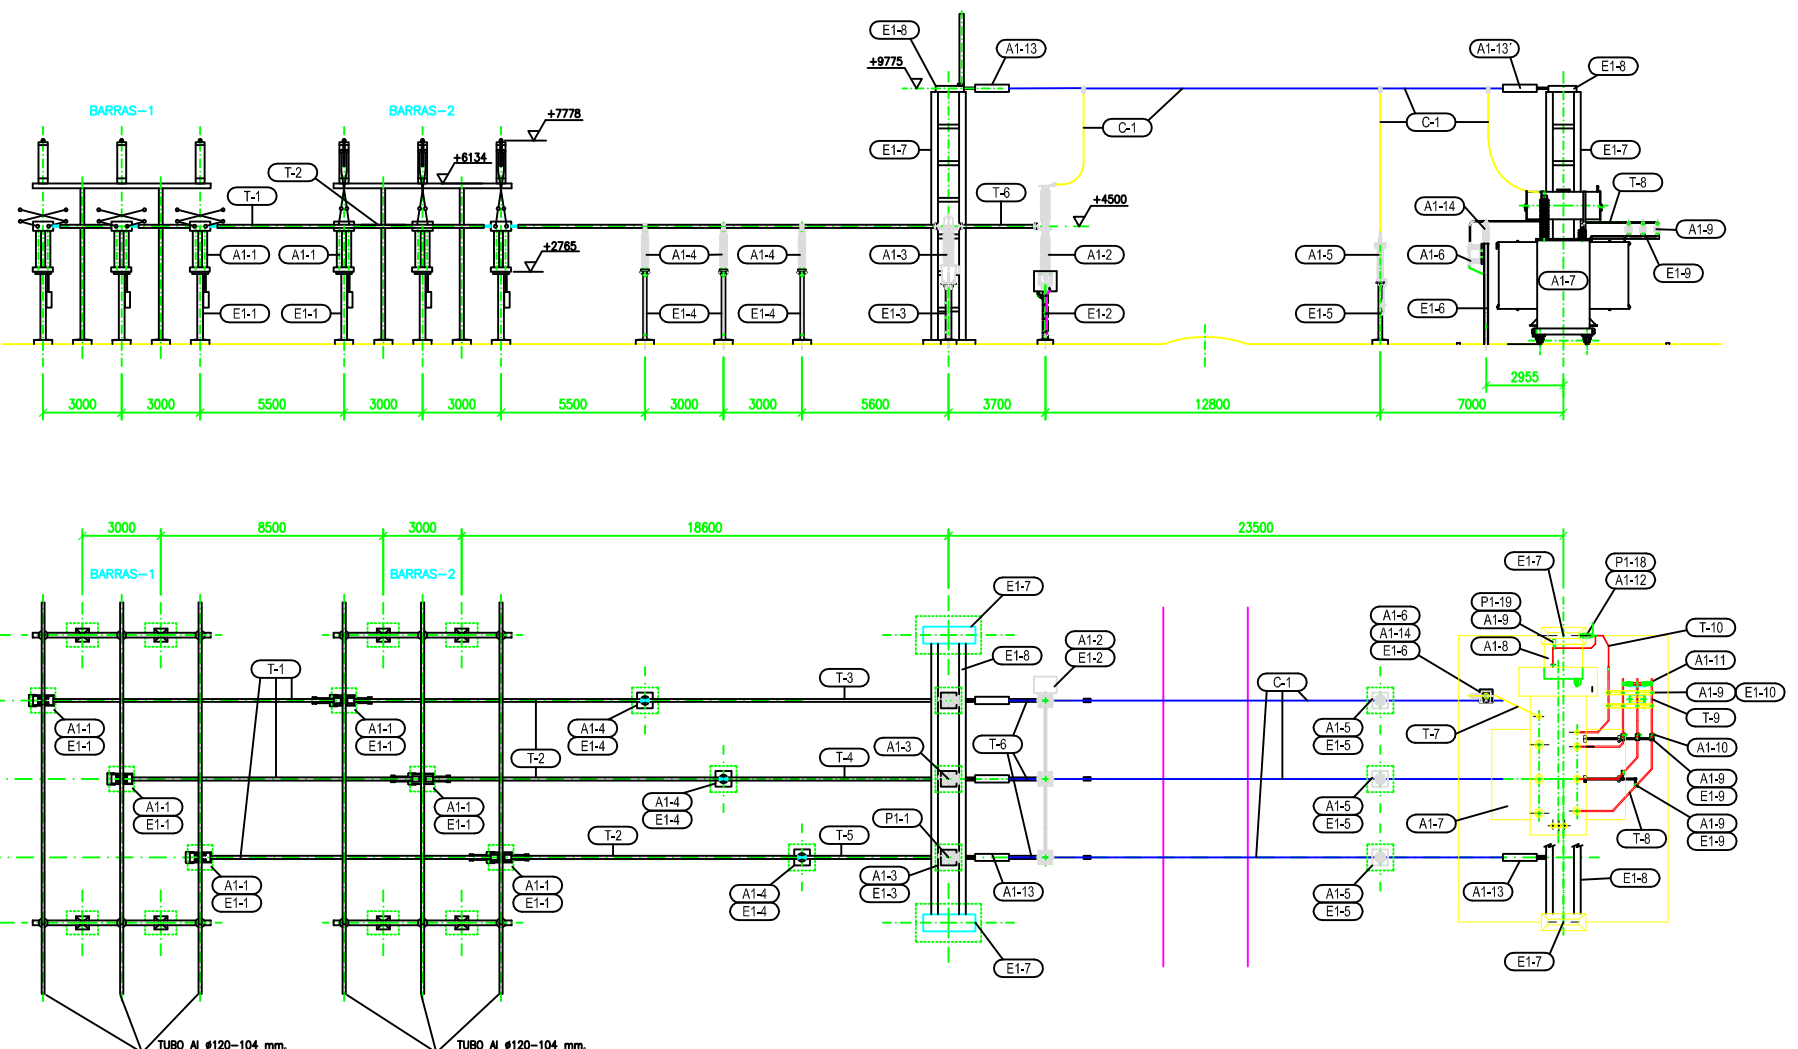 E1-8
A1-13
A1-13'
+9775
E1-8
BARRAS-1
BARRAS-2
+7778
C-1
C-1
+6134
E1-7
E1-7
T-2
T-1
T-6
T-8
+4500
A1-14
A1-9
+2765
A1-1
A1-1
A1-4
A1-4
A1-3
A1-2
A1-5
A1-6
E1-9
A1-7
E1-1
E1-1
E1-4
E1-4
E1-3
E1-2
E1-5
E1-6
2955
3000
3000
5500
3000
3000
5500
3000
3000
5600
3700
12800
7000
3000
8500
3000
18600
23500
BARRAS-1
BARRAS-2
E1-7
P1-18
A1-12
E1-7
P1-19
A1-9
A1-6
A1-14
E1-6
T-10
A1-2
E1-2
A1-8
E1-8
A1-11
T-1
T-3
C-1
A1-9
E1-10
T-9
A1-1
E1-1
A1-1
E1-1
A1-4
E1-4
A1-5
E1-5
T-7
T-2
T-4
A1-3
T-6
A1-10
A1-1
E1-1
A1-1
E1-1
A1-4
E1-4
A1-5
E1-5
A1-9
E1-9
P1-1
A1-7
A1-9
E1-9
T-2
T-5
T-8
A1-1
E1-1
A1-1
E1-1
A1-4
E1-4
A1-3
E1-3
A1-13
A1-5
E1-5
A1-13
E1-8
E1-7
E1-7
TUBO Al ø120-104 mm.
TUBO Al ø120-104 mm.